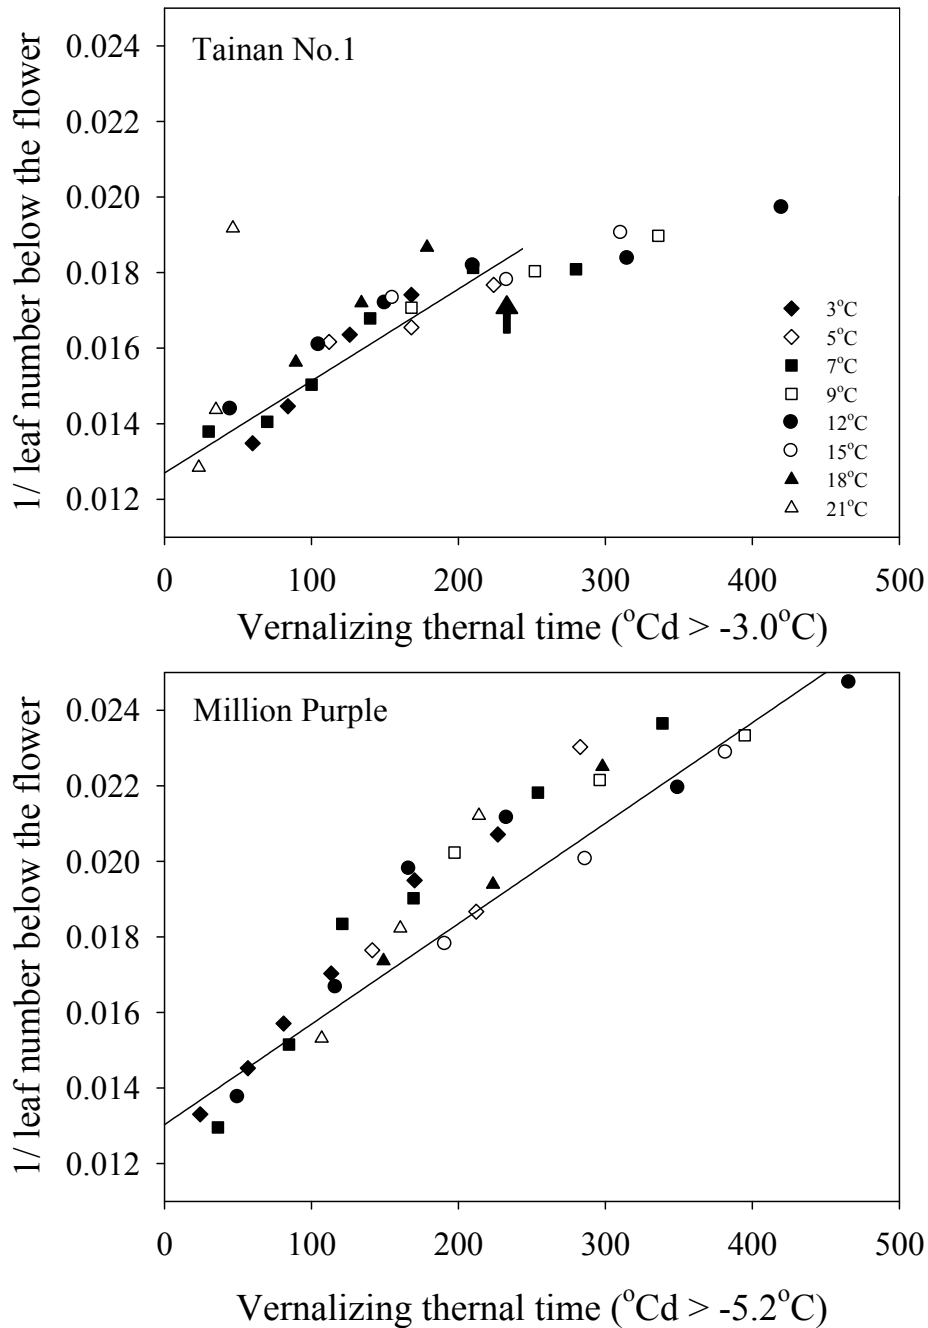 Tainan No.1
1/ leaf number below the flower
0.024
0.022
0.020
0.018
0.016
0.014
0.012
3°C
5°C
7°C
9°C
12°C
15°C
18°C
21°C
0 100 200 300 400 500
Vernalizing thernal time (°Cd > -3.0°C)
Million Purple
1/ leaf number below the flower
0.024
0.022
0.020
0.018
0.016
0.014
0.012
0 100 200 300 400 500
Vernalizing thernal time (°Cd > -5.2°C)